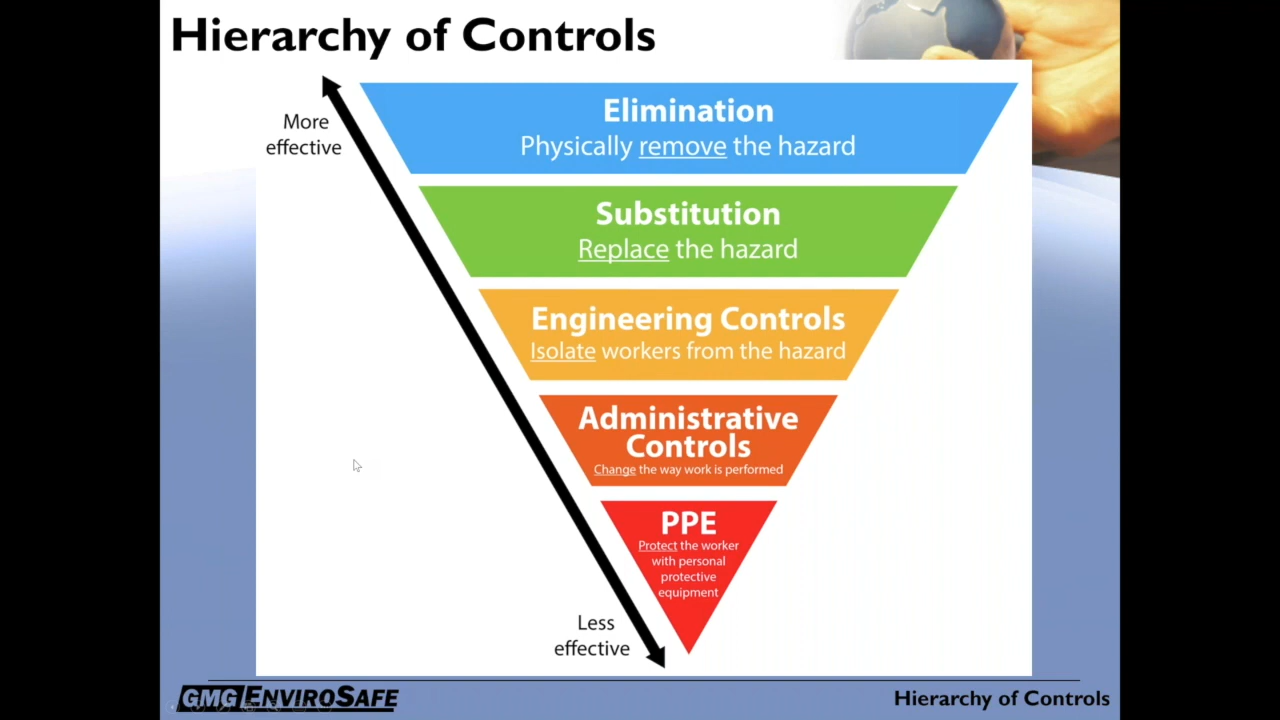 Hierarchy of Controls
More
effective
Elimination
Physically remove the hazard
Substitution
Replace the hazard
Engineering Controls
Isolate workers from the hazard
Administrative
Controls
Change the way work is performed
PPE
Protect the worker
with personal
protective
equipment
Less
effective
GMG ENVIROSAFE
Hierarchy of Controls